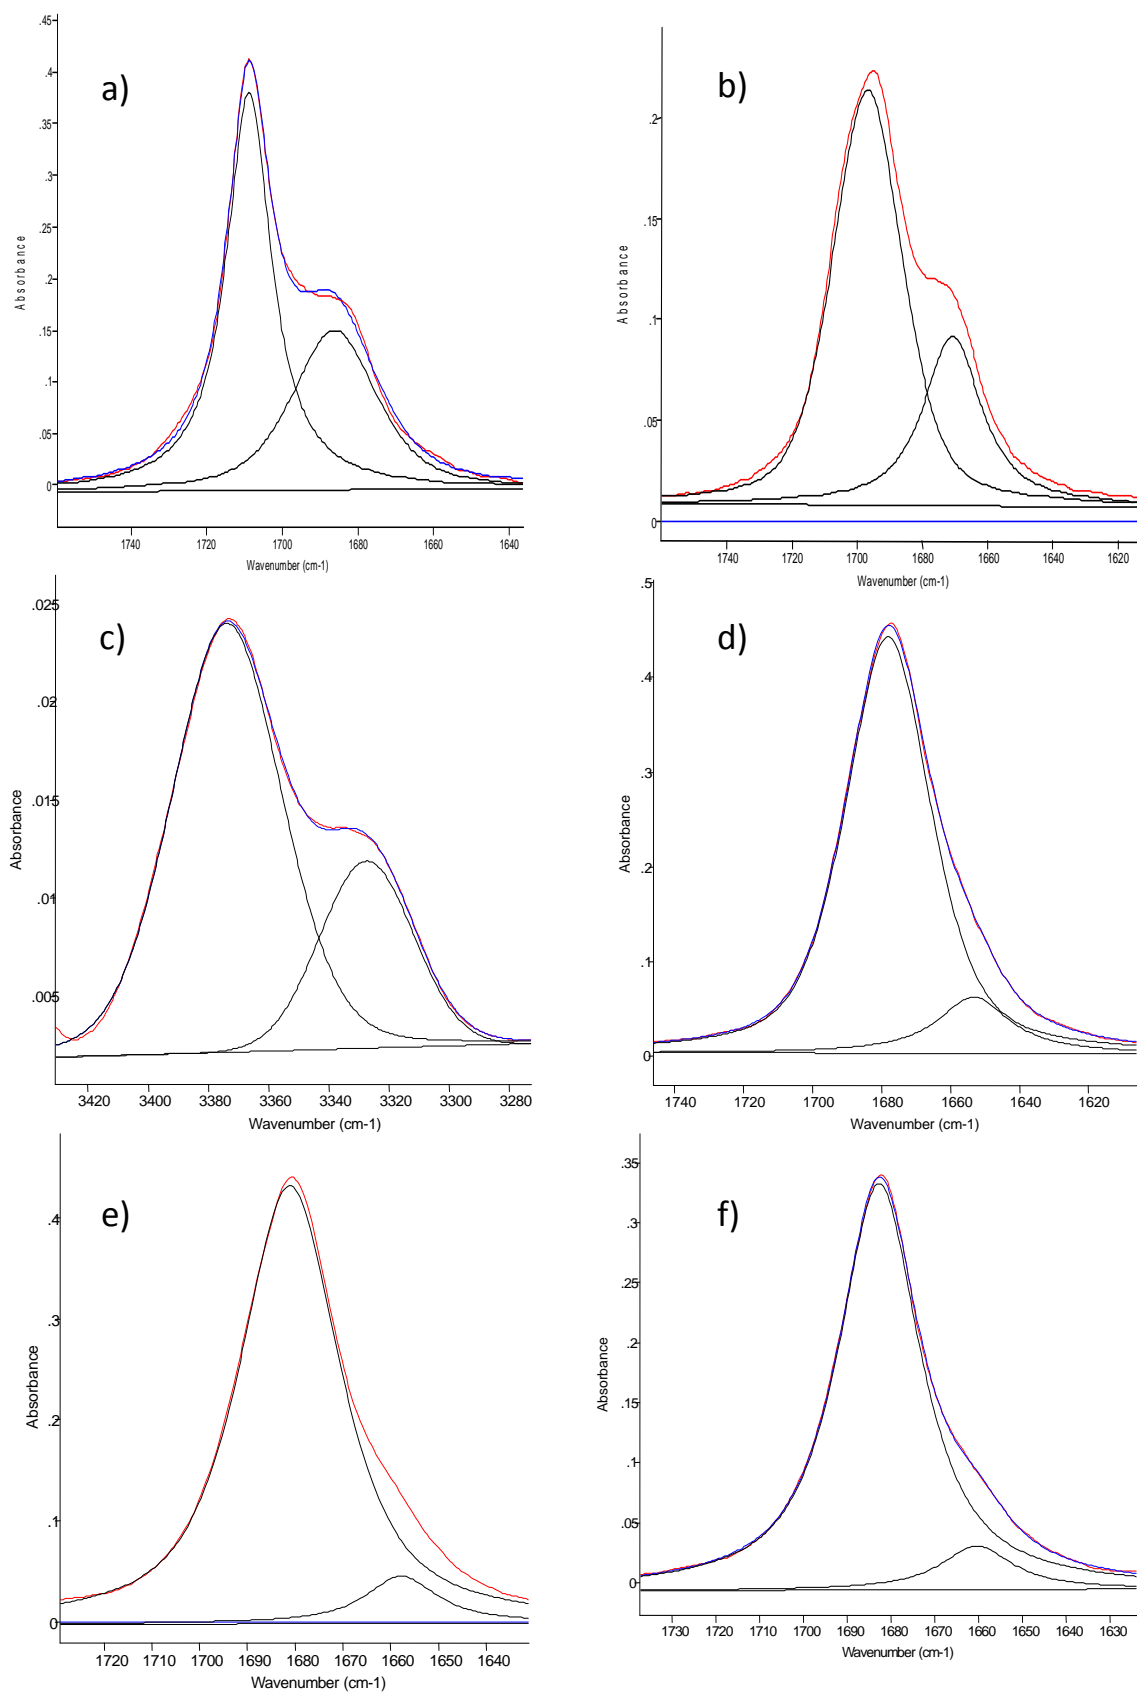 a)
.45
.4
.35
.3
.25
.2
.15
.1
.05
0
Absorbance
1740 1720 1700 1680 1660 1640
Wavenumber (cm-1)
b)
.2
.15
.1
.05
0
Absorbance
1740 1720 1700 1680 1660 1640 1620
Wavenumber (cm-1)
c)
.025
.02
.015
.01
.005
Absorbance
3420 3400 3380 3360 3340 3320 3300 3280
Wavenumber (cm-1)
d)
.5
.4
.3
.2
.1
0
Absorbance
1740 1720 1700 1680 1660 1640 1620
Wavenumber (cm-1)
e)
.4
.3
.2
.1
0
Absorbance
1720 1710 1700 1690 1680 1670 1660 1650 1640
Wavenumber (cm-1)
f)
.35
.3
.25
.2
.15
.1
.05
0
Absorbance
1730 1720 1710 1700 1690 1680 1670 1660 1650 1640 1630
Wavenumber (cm-1)